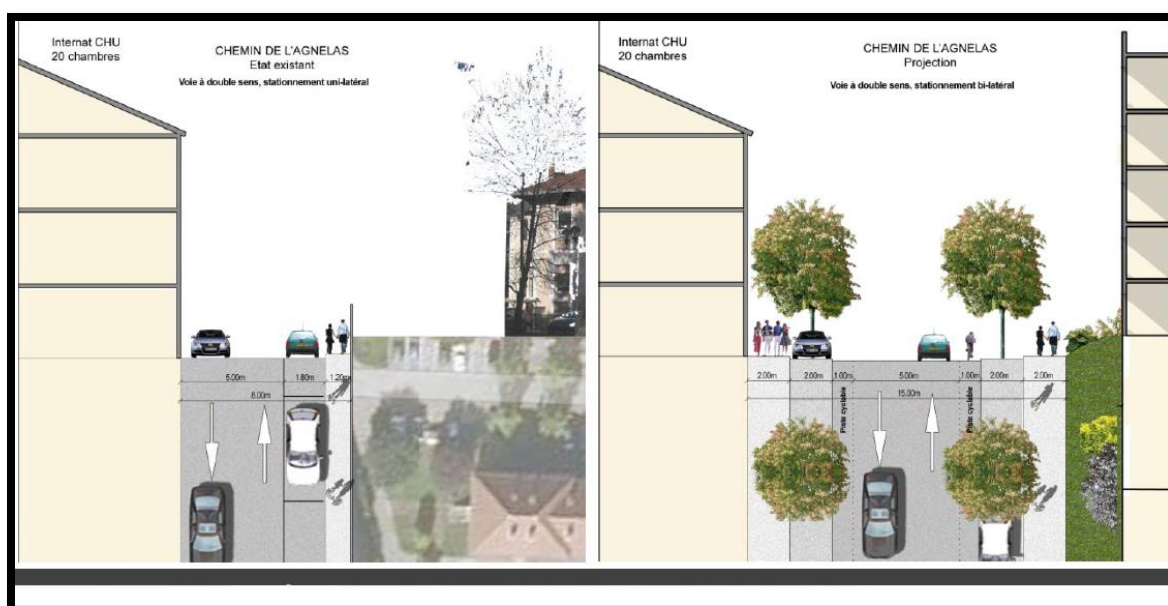 Internat CHU
20 chambres
CHEMIN DE L'AGNELAS
Etat existant
Voie à double sens, stationnement uni-latéral
5.00m
1.80m
1.20m
8.00m
Internat CHU
20 chambres
CHEMIN DE L'AGNELAS
Projection
Voie à double sens, stationnement bi-latéral
2.00m
2.00m
1.00m
5.00m
1.00m
2.00m
2.00m
15.00m
Piste cyclable
Piste cyclable